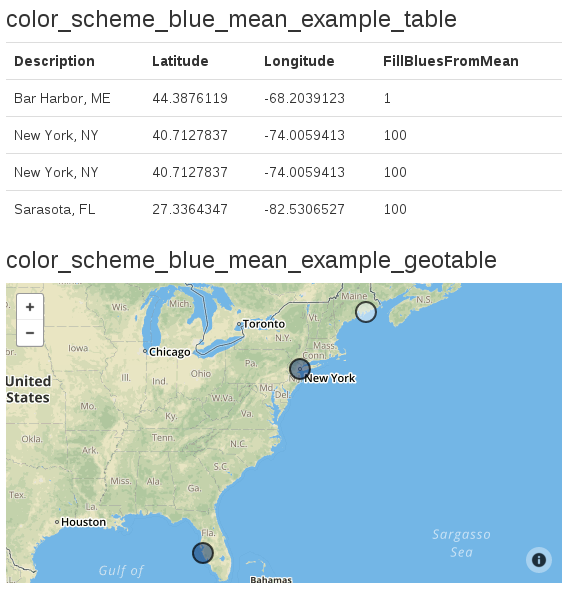 color_scheme_blue_mean_example_table
Description Latitude Longitude FillBluesFromMean
Bar Harbor, ME 44.3876119 -68.2039123 1
New York, NY 40.7127837 -74.0059413 100
New York, NY 40.7127837 -74.0059413 100
Sarasota, FL 27.3364347 -82.5306527 100
color_scheme_blue_mean_example_geotable
+
−
Maine
N.S.
Wis.
Mich.
Vt.
Toronto
N.Y.
Mass.
Iowa
Chicago
Conn.
Pa.
Ohio
Ill.
Ind.
New York
United
States
Md.
Del.
W.Va.
Mo.
Va.
Ky.
Okla.
Tenn.
N.C.
Ark.
S.C.
Miss.
Ala
Ga.
Tex.
La.
Houston
Fla.
Sargasso
Sea
Gulf of
Bahamas